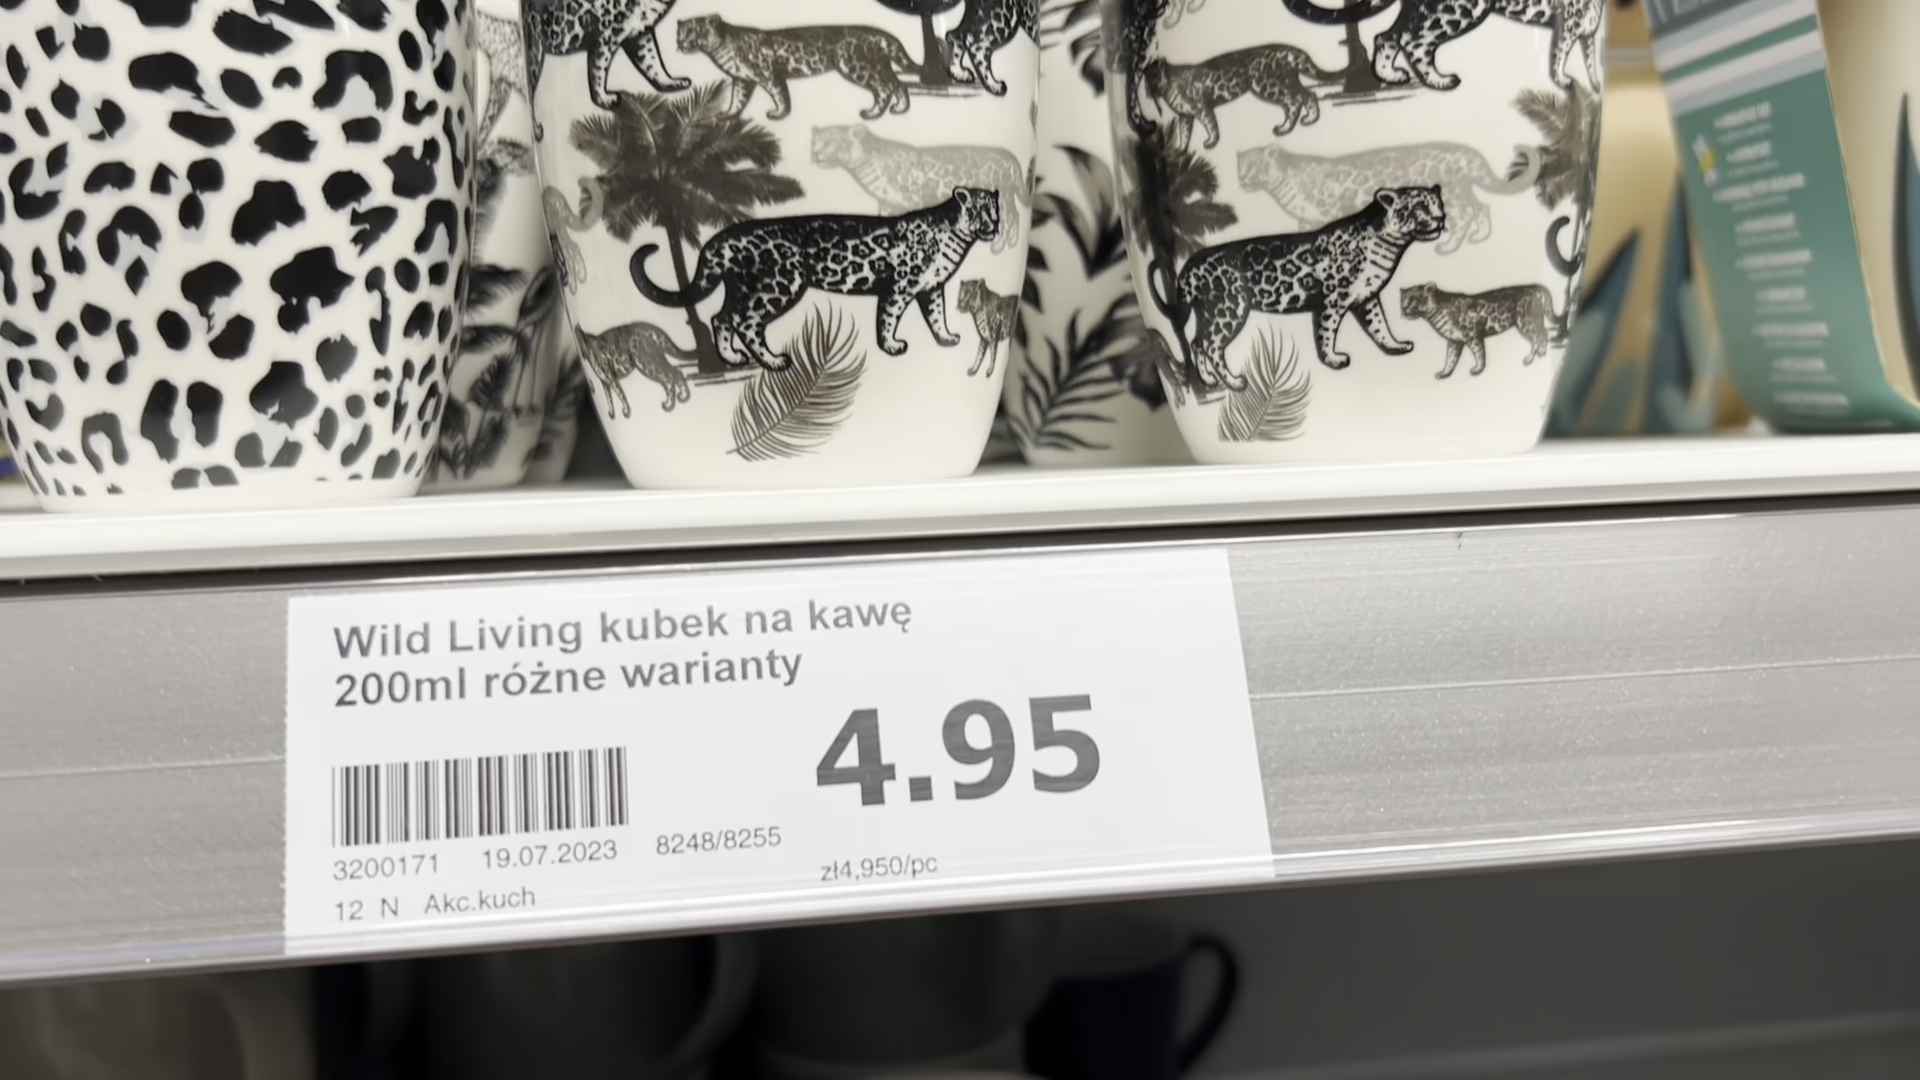 Wild Living kubek na kawę
200ml różne warianty
4.95
3200171 19.07.2023 8248/8255
zł4,950/pc
12 N Akc.kuch